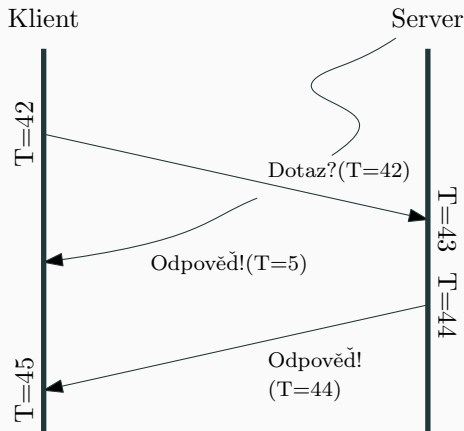 Klient
Server
T=42
Dotaz?(T=42)
T=43
Odpověď!(T=5)
T=44
Odpověď!
(T=44)
T=45